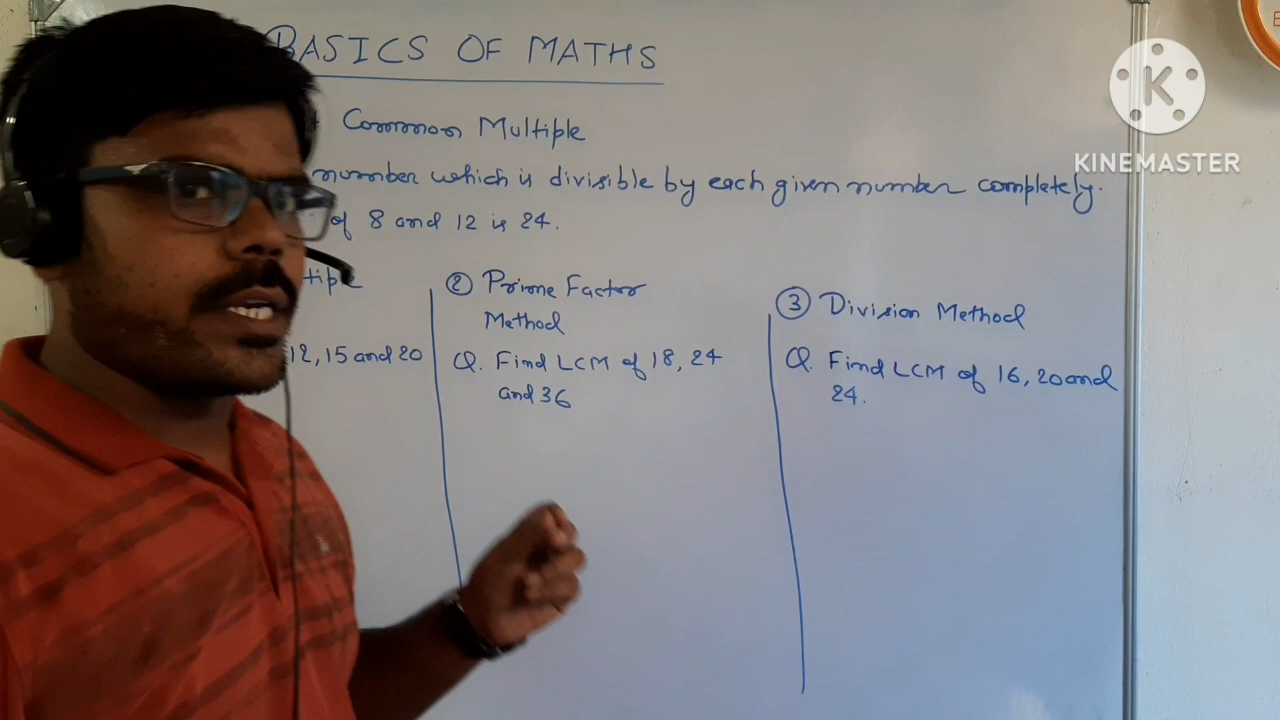 BASICS OF MATHS
Common Multiple
number which is divisible by each given number completely.
of 8 and 12 is 24.
tiple
12, 15 and 20
② Prime Factor
Method
Q. Find LCM of 18, 24
and 36
③ Division Method
Q. Find LCM of 16, 20 and
24.
K
KINEMASTER